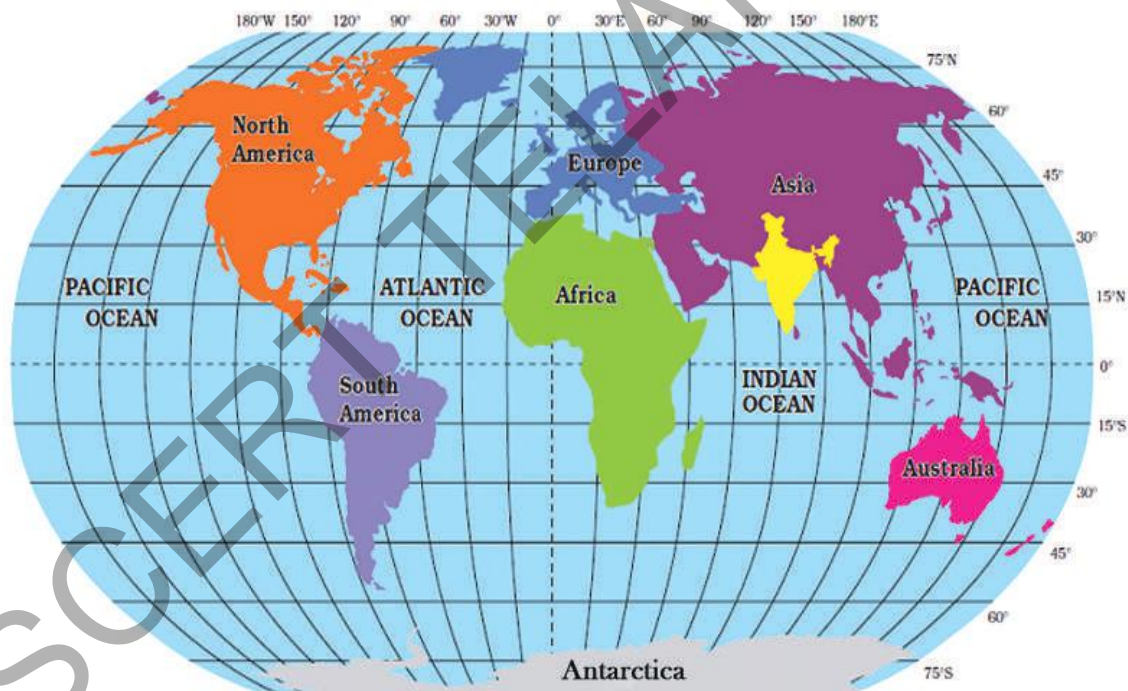 180°W 150° 120° 90° 60° 30°W 0° 30°E 60° 90° 120° 150° 180°E
75°N
60°
North
America
Europe
45°
Asia
30°
PACIFIC
OCEAN
ATLANTIC
OCEAN
Africa
PACIFIC
OCEAN
15°N
0°
South
America
INDIAN
OCEAN
15°S
Australia
30°
45°
60°
Antarctica
75°S
SCERT TELA